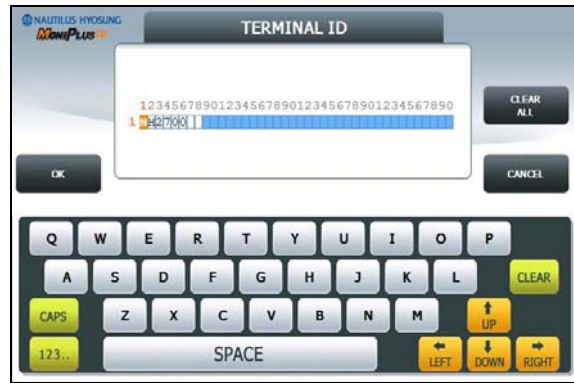 NAUTILUS HYOSUNG
MoniPlus
TERMINAL ID
1234567890123456789012345678901234567890
1 NH2700
CLEAR
ALL
OK
CANCEL
Q W E R T Y U I O P
A S D F G H J K L CLEAR
CAPS Z X C V B N M UP
123.. SPACE LEFT DOWN RIGHT